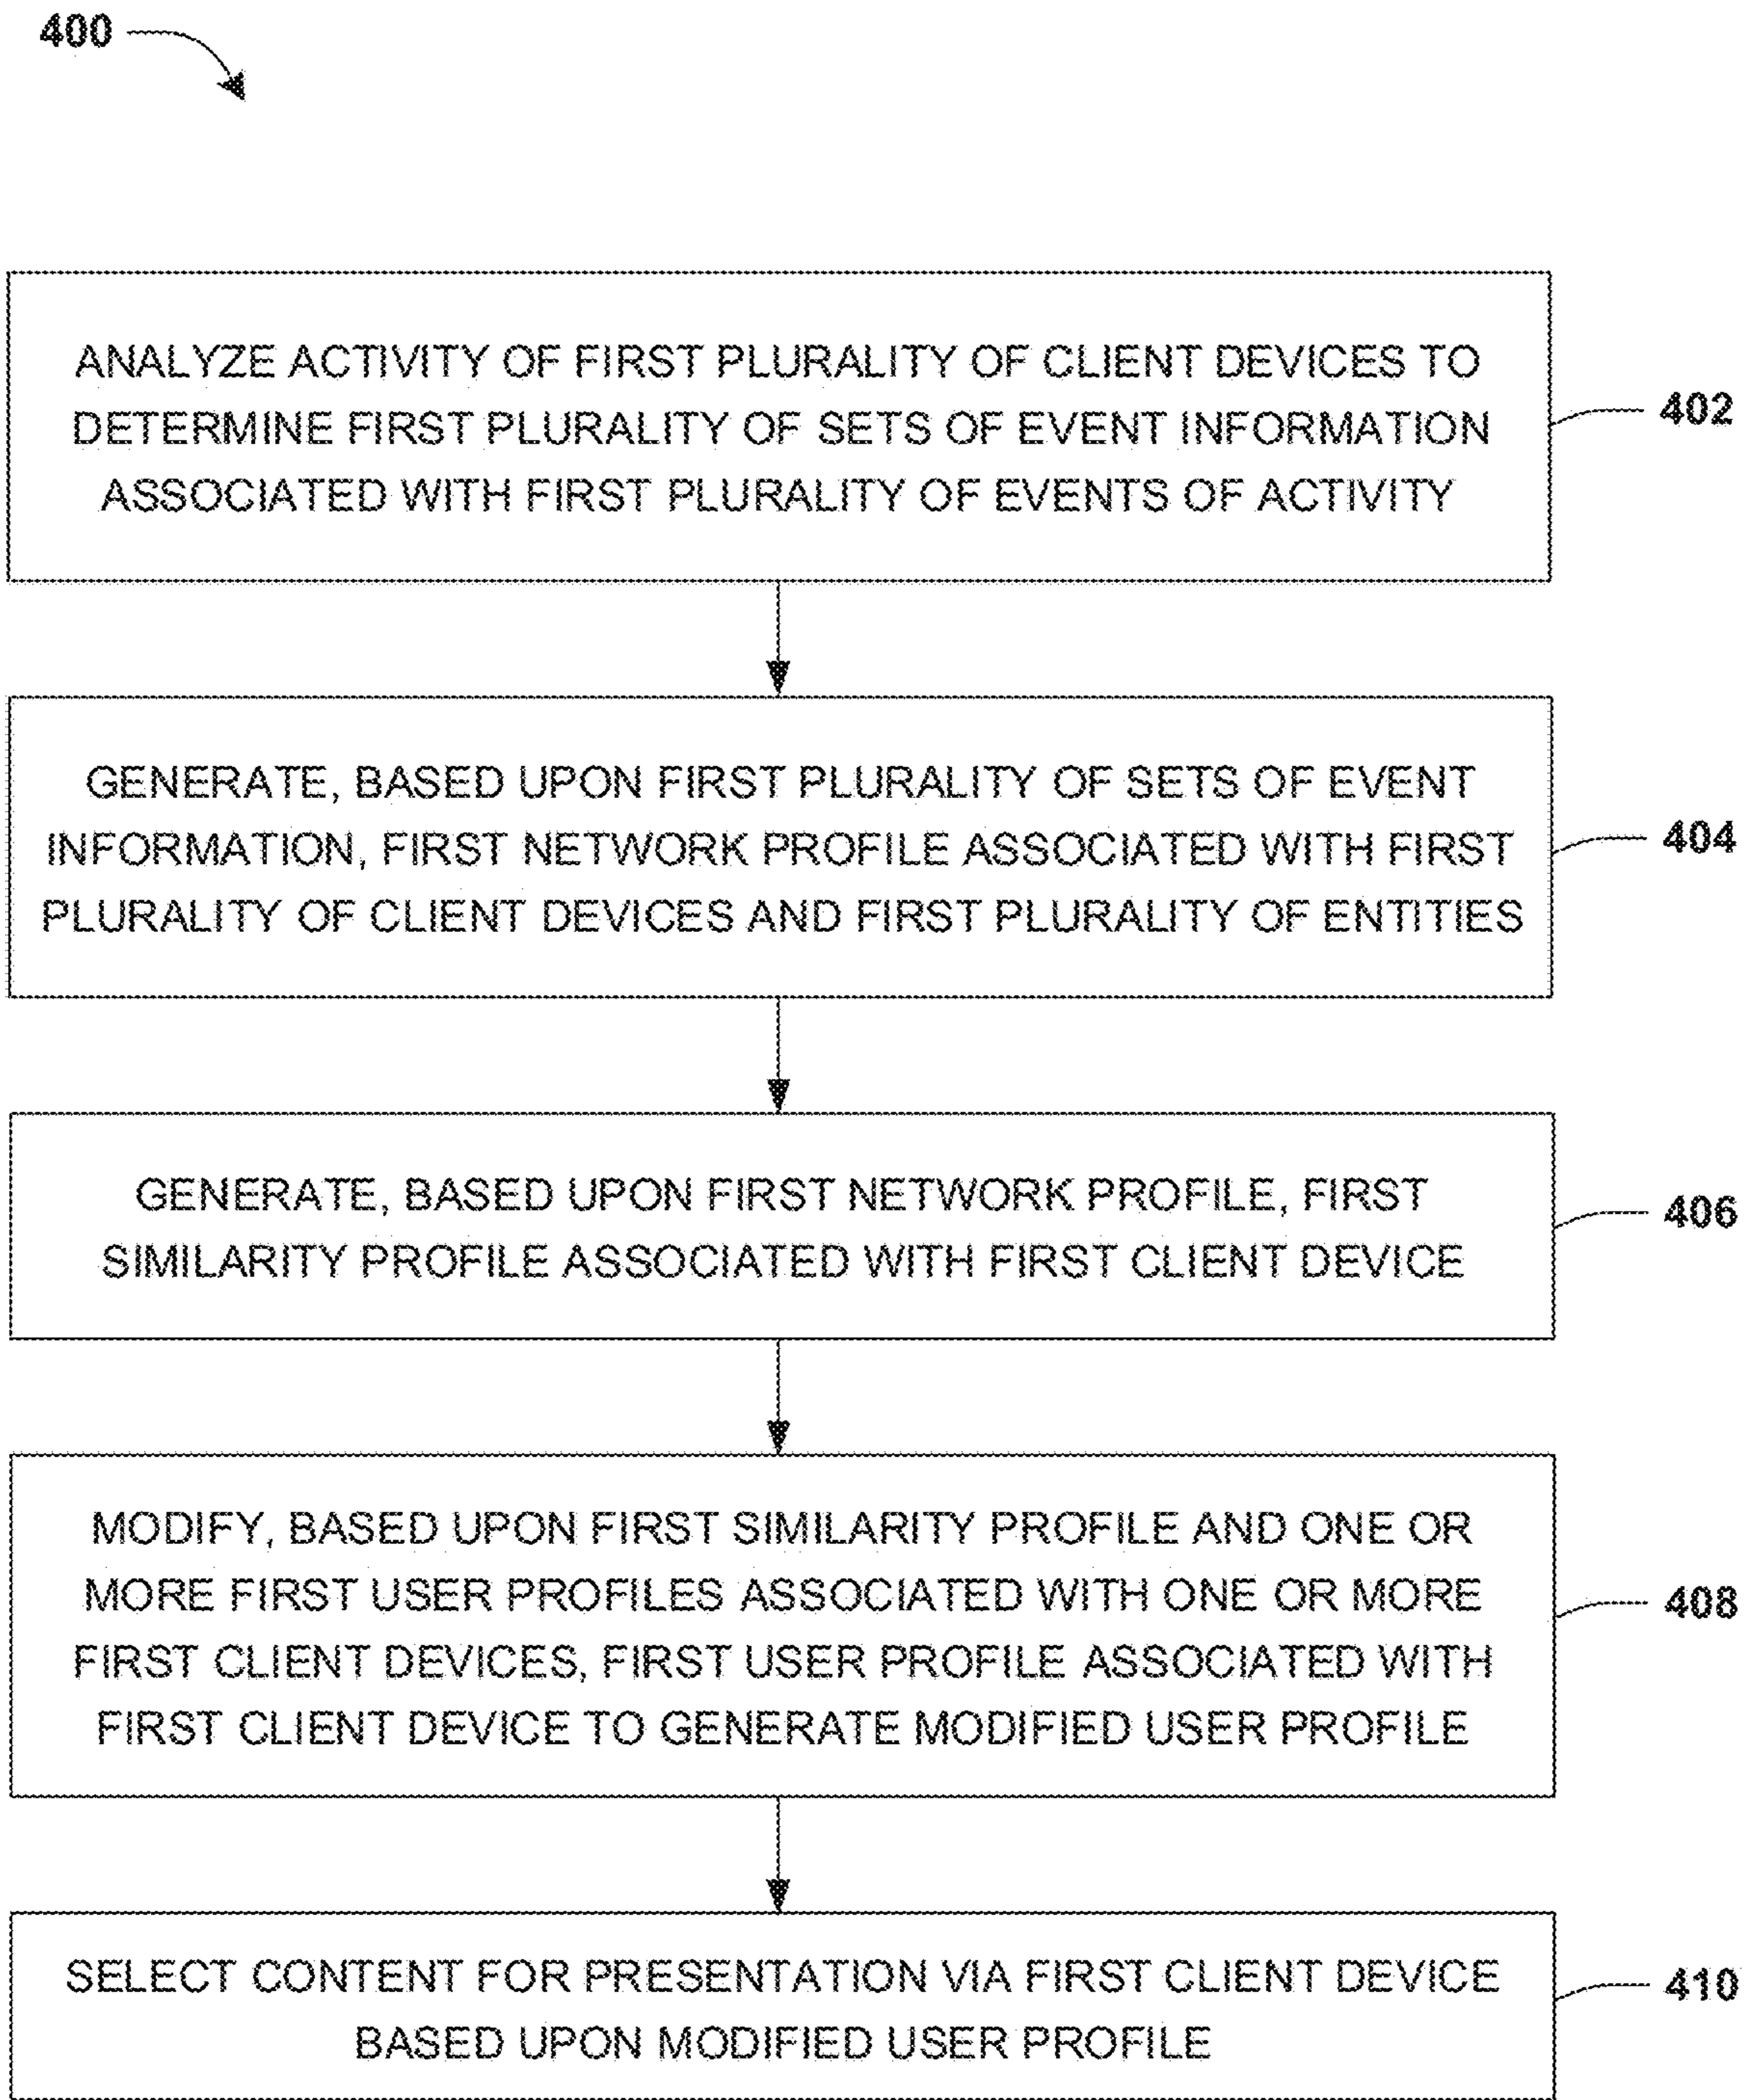 400
ANALYZE ACTIVITY OF FIRST PLURALITY OF CLIENT DEVICES TO
DETERMINE FIRST PLURALITY OF SETS OF EVENT INFORMATION
ASSOCIATED WITH FIRST PLURALITY OF EVENTS OF ACTIVITY
402
GENERATE, BASED UPON FIRST PLURALITY OF SETS OF EVENT
INFORMATION, FIRST NETWORK PROFILE ASSOCIATED WITH FIRST
PLURALITY OF CLIENT DEVICES AND FIRST PLURALITY OF ENTITIES
404
GENERATE, BASED UPON FIRST NETWORK PROFILE, FIRST
SIMILARITY PROFILE ASSOCIATED WITH FIRST CLIENT DEVICE
406
MODIFY, BASED UPON FIRST SIMILARITY PROFILE AND ONE OR
MORE FIRST USER PROFILES ASSOCIATED WITH ONE OR MORE
FIRST CLIENT DEVICES, FIRST USER PROFILE ASSOCIATED WITH
FIRST CLIENT DEVICE TO GENERATE MODIFIED USER PROFILE
408
SELECT CONTENT FOR PRESENTATION VIA FIRST CLIENT DEVICE
BASED UPON MODIFIED USER PROFILE
410